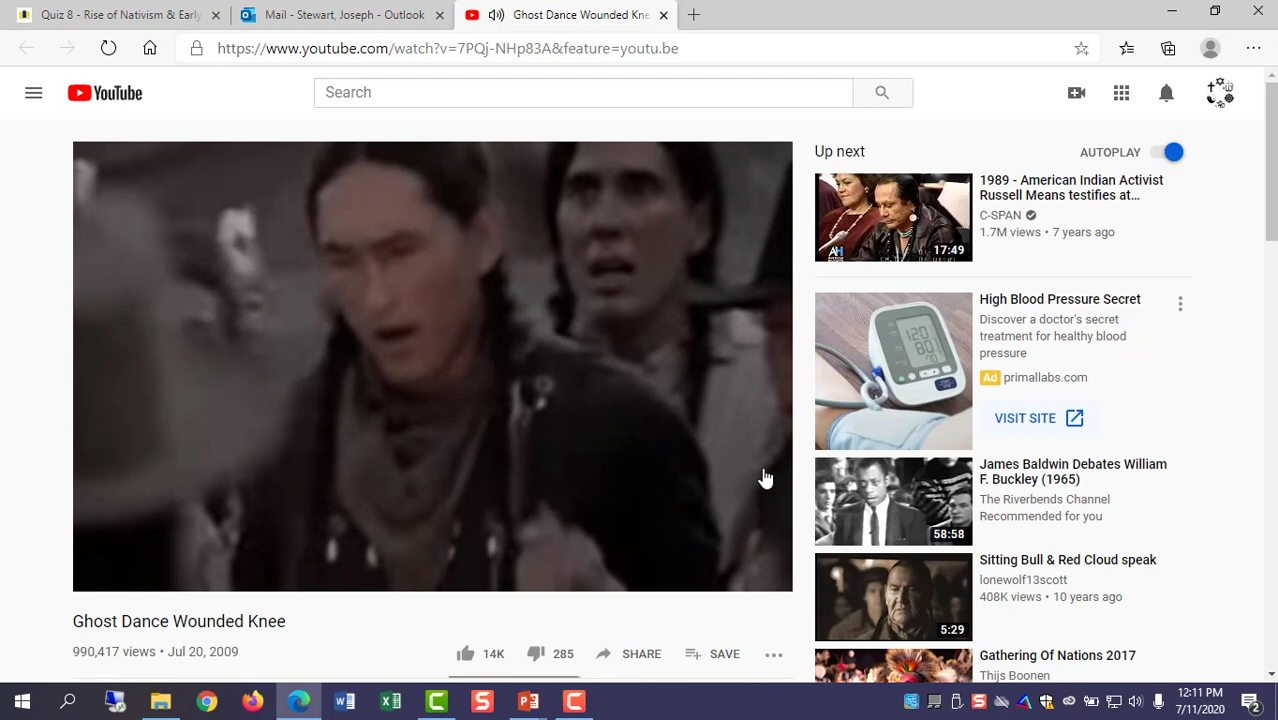 Quiz 8 - Rise of Nativism & Early
Mail - Stewart, Joseph - Outlook
Ghost Dance Wounded Kne
https://www.youtube.com/watch?v=7PQj-NHp83A&feature=youtu.be
YouTube
Search
Up next
AUTOPLAY
1989 - American Indian Activist
Russell Means testifies at...
C-SPAN
1.7M views • 7 years ago
17:49
High Blood Pressure Secret
Discover a doctor's secret
treatment for healthy blood
pressure
Ad primallabs.com
VISIT SITE
James Baldwin Debates William
F. Buckley (1965)
The Riverbends Channel
Recommended for you
58:58
Sitting Bull & Red Cloud speak
lonewolf13scott
408K views • 10 years ago
5:29
Gathering Of Nations 2017
Thijs Boonen
Ghost Dance Wounded Knee
990,417 views • Jul 20, 2009
14K
285
SHARE
SAVE
12:11 PM
7/11/2020
2